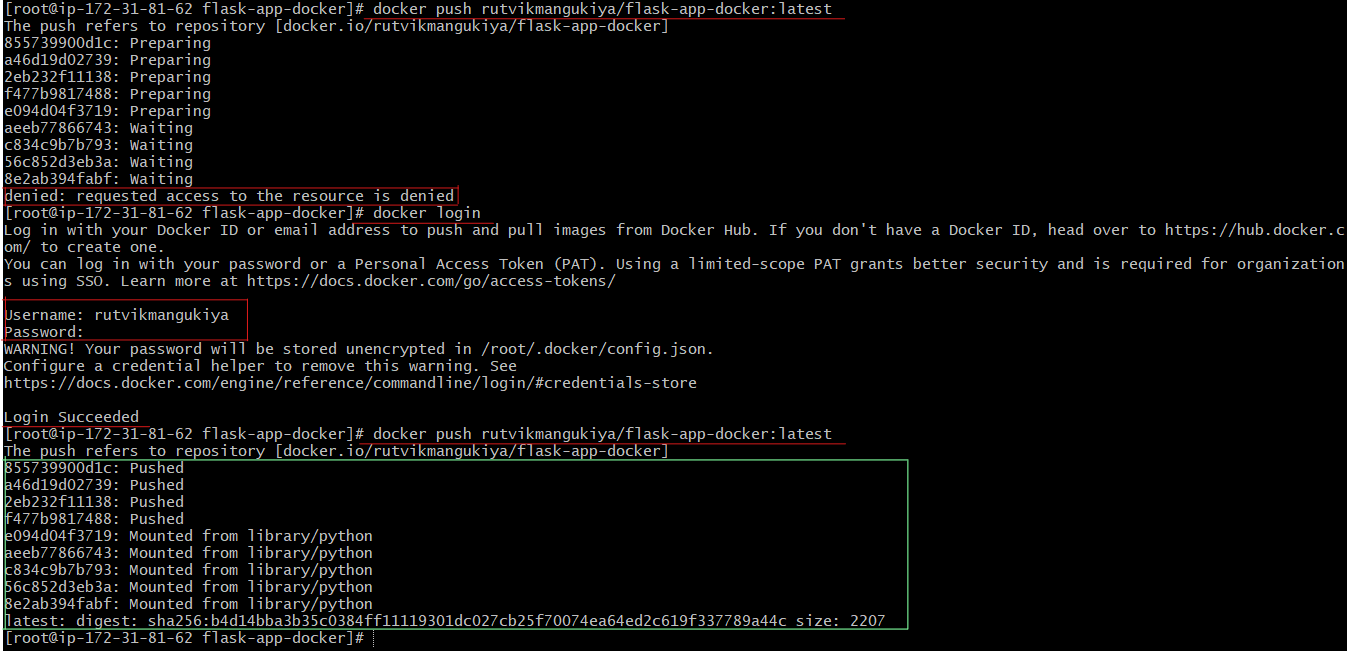 [root@ip-172-31-81-62 flask-app-docker]# docker push rutvikmangukiya/flask-app-docker:latest
The push refers to repository [docker.io/rutvikmangukiya/flask-app-docker]
855739900d1c: Preparing
a46d19d02739: Preparing
2eb232f11138: Preparing
f477b9817488: Preparing
e094d04f3719: Preparing
aeeb77866743: Waiting
c834c9b7b793: Waiting
56c852d3eb3a: Waiting
8e2ab394fabf: Waiting
denied: requested access to the resource is denied
[root@ip-172-31-81-62 flask-app-docker]# docker login
Log in with your Docker ID or email address to push and pull images from Docker Hub. If you don't have a Docker ID, head over to https://hub.docker.c
om/ to create one.
You can log in with your password or a Personal Access Token (PAT). Using a limited-scope PAT grants better security and is required for organization
s using SSO. Learn more at https://docs.docker.com/go/access-tokens/
Username: rutvikmangukiya
Password:
WARNING! Your password will be stored unencrypted in /root/.docker/config.json.
Configure a credential helper to remove this warning. See
https://docs.docker.com/engine/reference/commandline/login/#credentials-store
Login Succeeded
[root@ip-172-31-81-62 flask-app-docker]# docker push rutvikmangukiya/flask-app-docker:latest
The push refers to repository [docker.io/rutvikmangukiya/flask-app-docker]
855739900d1c: Pushed
a46d19d02739: Pushed
2eb232f11138: Pushed
f477b9817488: Pushed
e094d04f3719: Mounted from library/python
aeeb77866743: Mounted from library/python
c834c9b7b793: Mounted from library/python
56c852d3eb3a: Mounted from library/python
8e2ab394fabf: Mounted from library/python
latest: digest: sha256:b4d14bba3b35c0384ff11119301dc027cb25f70074ea64ed2c619f337789a44c size: 2207
[root@ip-172-31-81-62 flask-app-docker]#